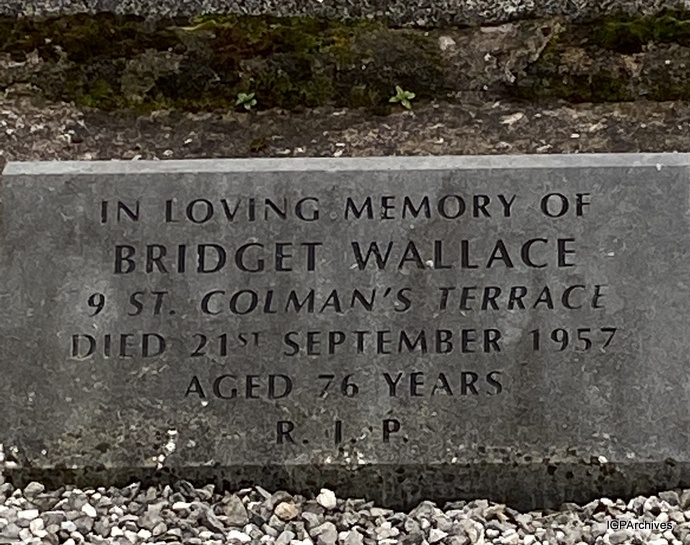 IN LOVING MEMORY OF
BRIDGET WALLACE
9 ST. COLMAN'S TERRACE
DIED 21ST SEPTEMBER 1957
AGED 76 YEARS
R. I. P.
IGPArchives